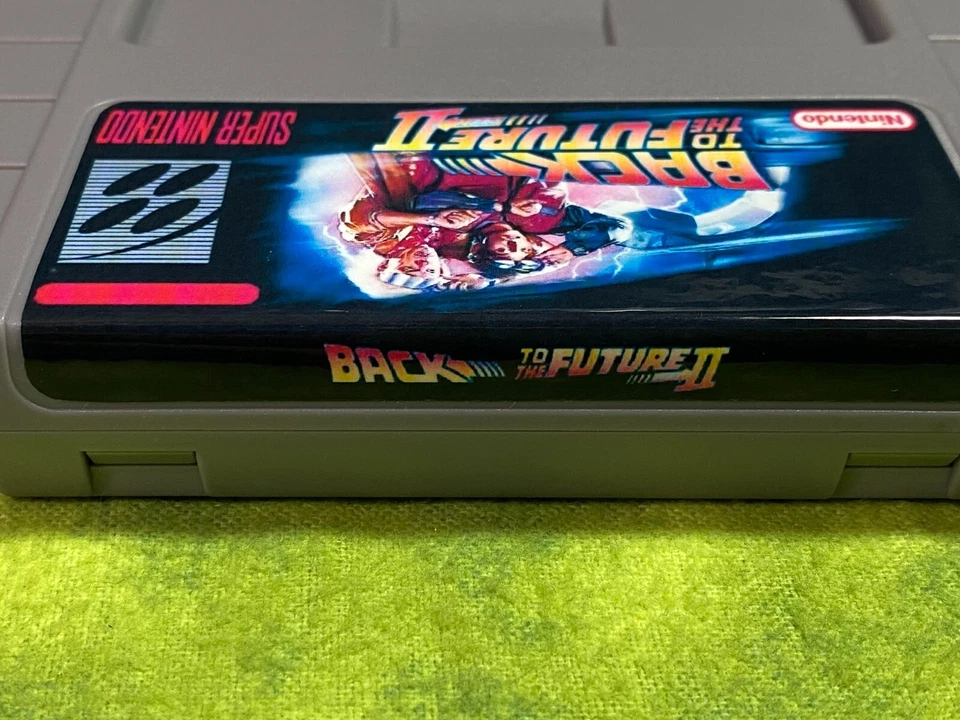 SUPER NINTENDO
Nintendo
BACK
TO THE
FUTURE II
BACK TO THE FUTURE II